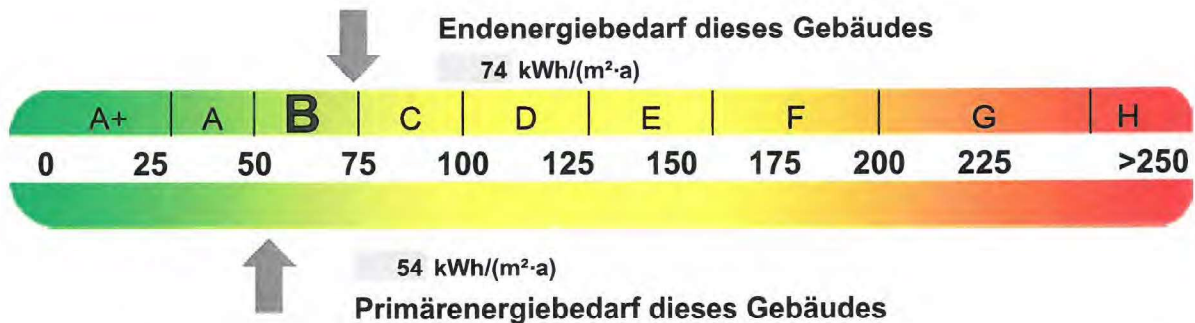 Endenergiebedarf dieses Gebäudes
74 kWh/(m²·a)
A+ A B C D E F G H
0 25 50 75 100 125 150 175 200 225 >250
54 kWh/(m²·a)
Primärenergiebedarf dieses Gebäudes